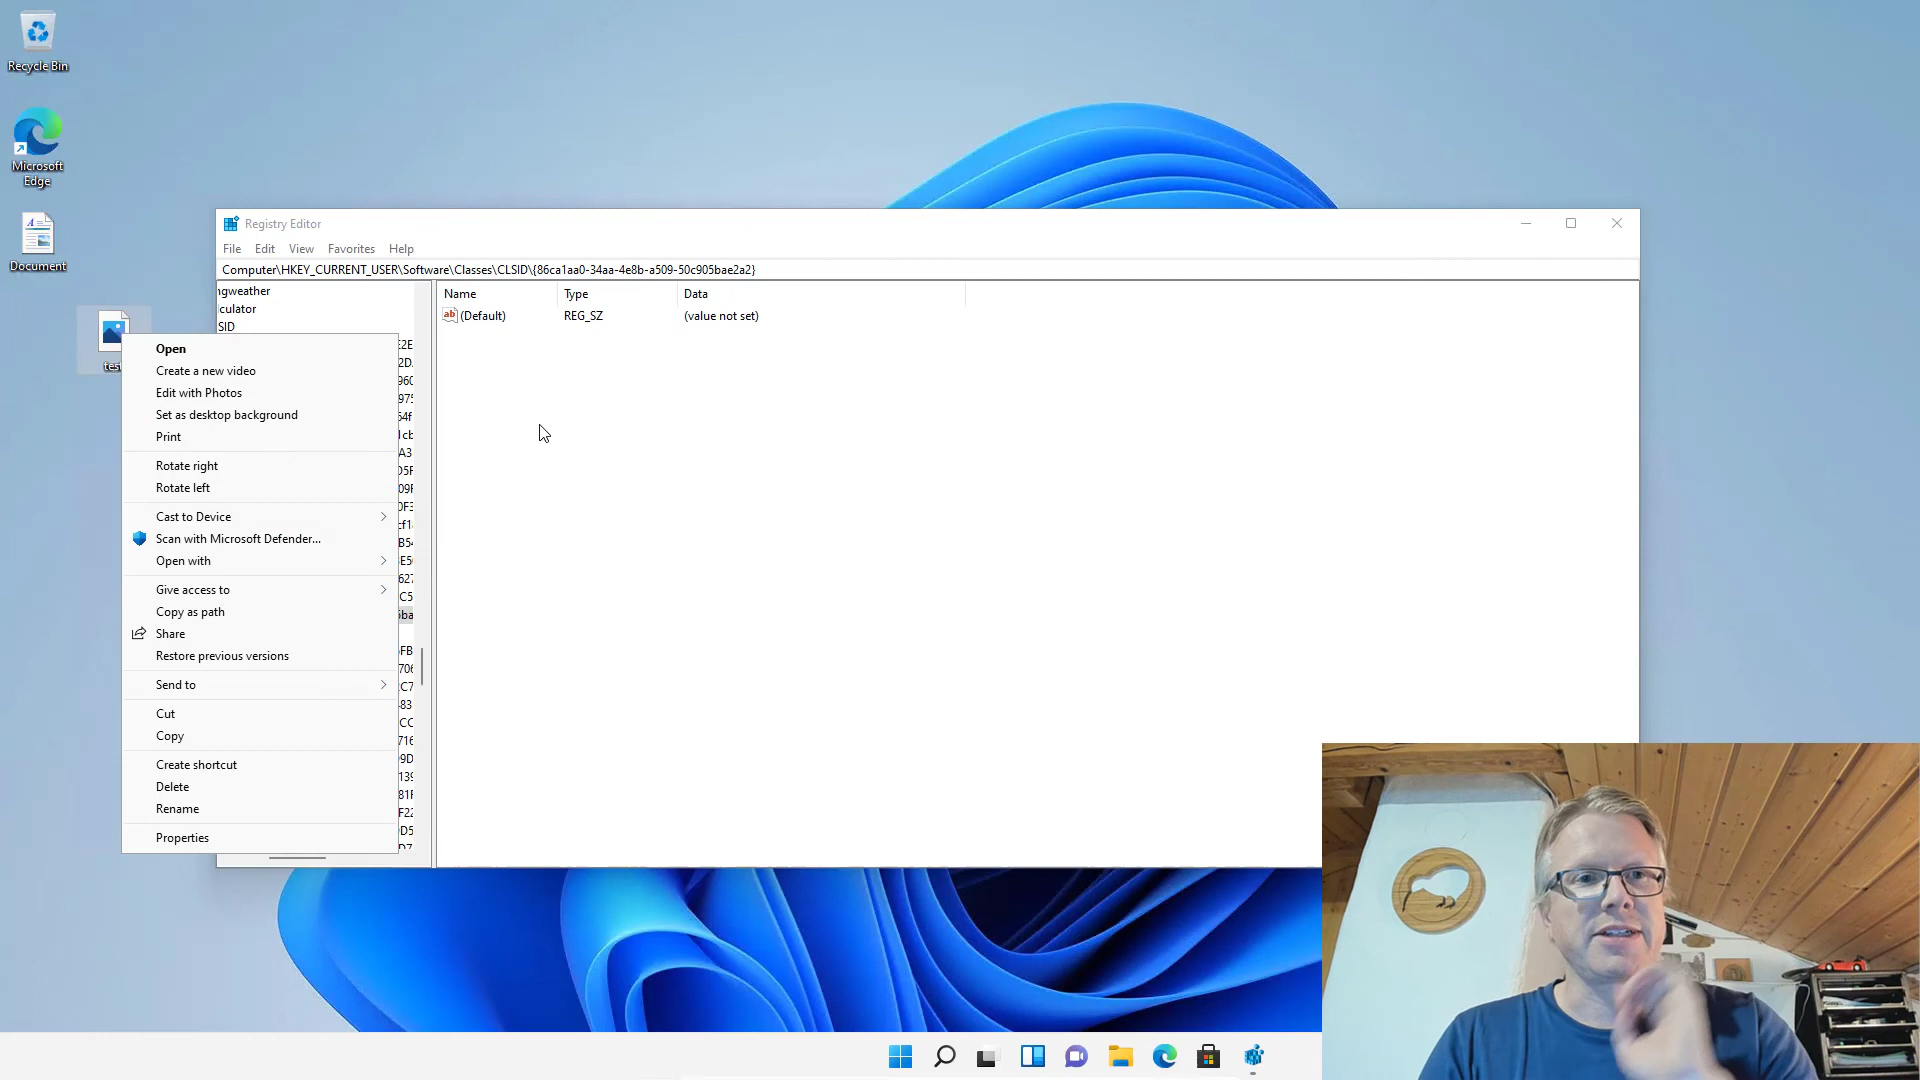 Recycle Bin
Microsoft
Edge
Document
Registry Editor
File Edit View Favorites Help
Computer\HKEY_CURRENT_USER\Software\Classes\CLSID\{86ca1aa0-34aa-4e8b-a509-50c905bae2a2}
ngweather
lculator
SID
Name Type Data
(Default) REG_SZ (value not set)
Open
Create a new video
Edit with Photos
Set as desktop background
Print
Rotate right
Rotate left
Cast to Device
Scan with Microsoft Defender...
Open with
Give access to
Copy as path
Share
Restore previous versions
Send to
Cut
Copy
Create shortcut
Delete
Rename
Properties